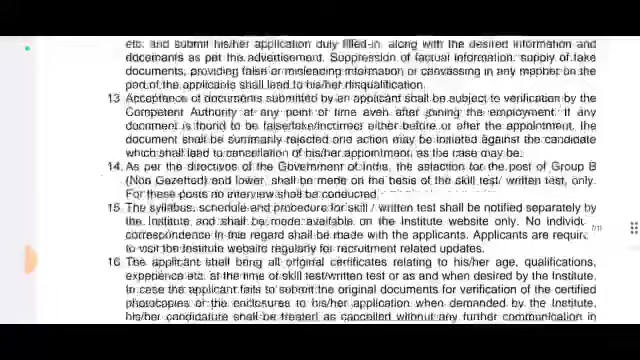 etc. and submit his/her application duly filled-in along with the desired information and
documents as per the advertisement. Suppression of factual information, supply of fake
documents, providing false or misleading information or canvassing in any manner on the
part of the applicants shall lead to his/her disqualification.
13 Acceptance of documents submitted by an applicant shall be subject to verification by the
Competent Authority at any point of time even after joining the employment. If any
document is found to be false/fake/incorrect either before or after the appointment, the
document shall be summarily rejected and action may be initiated against the candidate
which shall lead to cancellation of his/her appointment, as the case may be.
14. As per the directives of the Government of India, the selection for the post of Group B
(Non Gazetted) and lower shall be made on the basis of the skill test/ written test, only.
For these posts no interview shall be conducted.
15 The syllabus, schedule and procedure for skill / written test shall be notified separately by
the Institute and shall be made available on the Institute website only. No individu
correspondence in this regard shall be made with the applicants. Applicants are requir
to visit the Institute website regularly for recruitment related updates.
7/11
16 The applicant shall bring all original certificates relating to his/her age, qualifications,
experience etc. at the time of skill test/written test or as and when desired by the Institute.
In case the applicant fails to submit the original documents for verification of the certified
photocopies of the enclosures to his/her application when demanded by the Institute,
his/her candidature shall be treated as cancelled without any further communication in